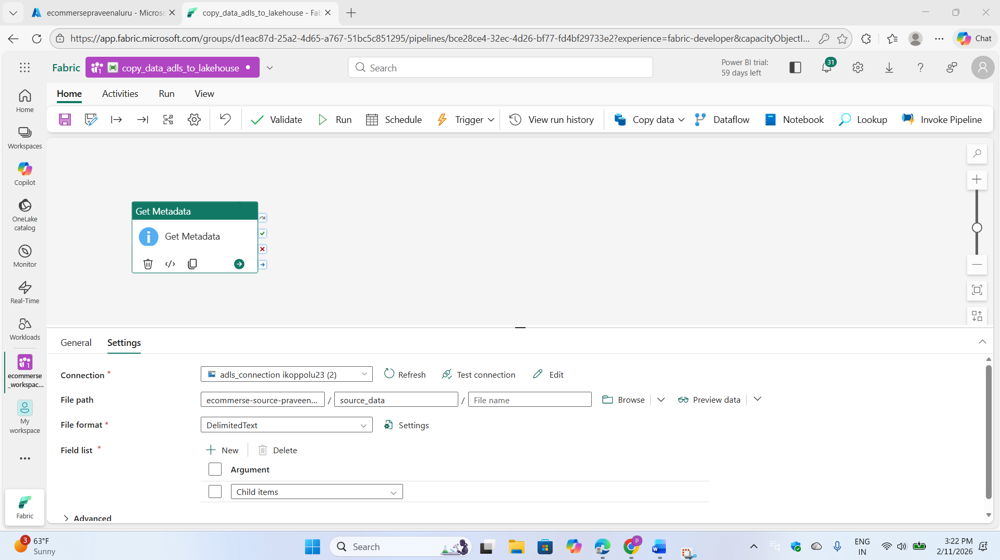 ecommersepraveenaluru - Microso
copy_data_adls_to_lakehouse - Fab
https://app.fabric.microsoft.com/groups/d1eac87d-25a2-4d65-a767-51bc5c851295/pipelines/bce28ce4-32ec-4d26-bf77-fd4bf29733e2?experience=fabric-developer&capacityObjectI...
Chat
Fabric
1
copy_data_adls_to_lakehouse
Search
Power BI trial:
59 days left
31
Home
Activities
Run
View
Validate
Run
Schedule
Trigger
View run history
Copy data
Dataflow
Notebook
Lookup
Invoke Pipeline
Home
Workspaces
Copilot
OneLake
catalog
Monitor
Real-Time
Workloads
1
ecommerse
_workspac...
My
workspace
Fabric
Get Metadata
Get Metadata
General
Settings
Connection *
adls_connection ikoppolu23 (2)
Refresh
Test connection
Edit
File path
ecommerse-source-praveen...
/
source_data
/
File name
Browse
Preview data
File format *
DelimitedText
Settings
Field list *
New
Delete
Argument
Child items
Advanced
3
63°F
Sunny
Search
P
W
ENG
IN
3:22 PM
2/11/2026